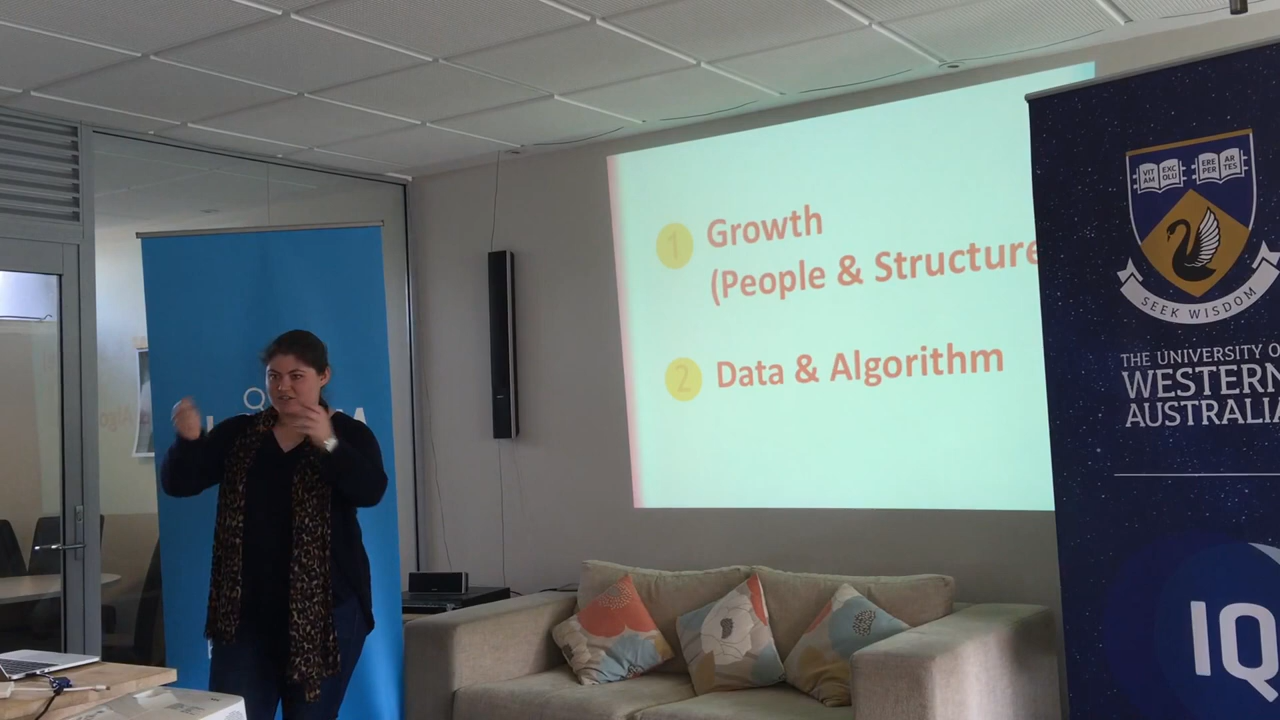 1 Growth
(People & Structure
2 Data & Algorithm
VIT AM EXC OLU ERE PER AR TES
SEEK WISDOM
THE UNIVERSITY O
WESTERN
AUSTRALIA
IQ